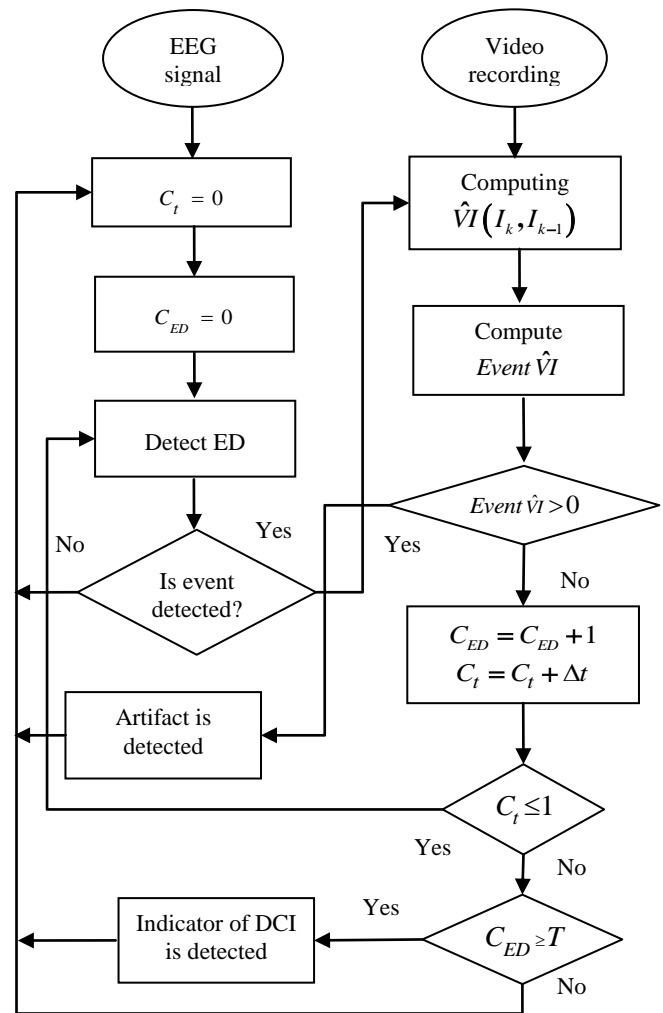 EEG
signal
Video
recording
C_t = 0
Computing
V̂I(I_k, I_{k−1})
C_ED = 0
Compute
Event V̂I
Detect ED
Event V̂I > 0
No
Yes
Yes
Is event
detected?
No
C_ED = C_ED + 1
C_t = C_t + Δt
Artifact is
detected
C_t ≤ 1
Yes
No
Indicator of DCI
is detected
Yes
C_ED ≥ T
No